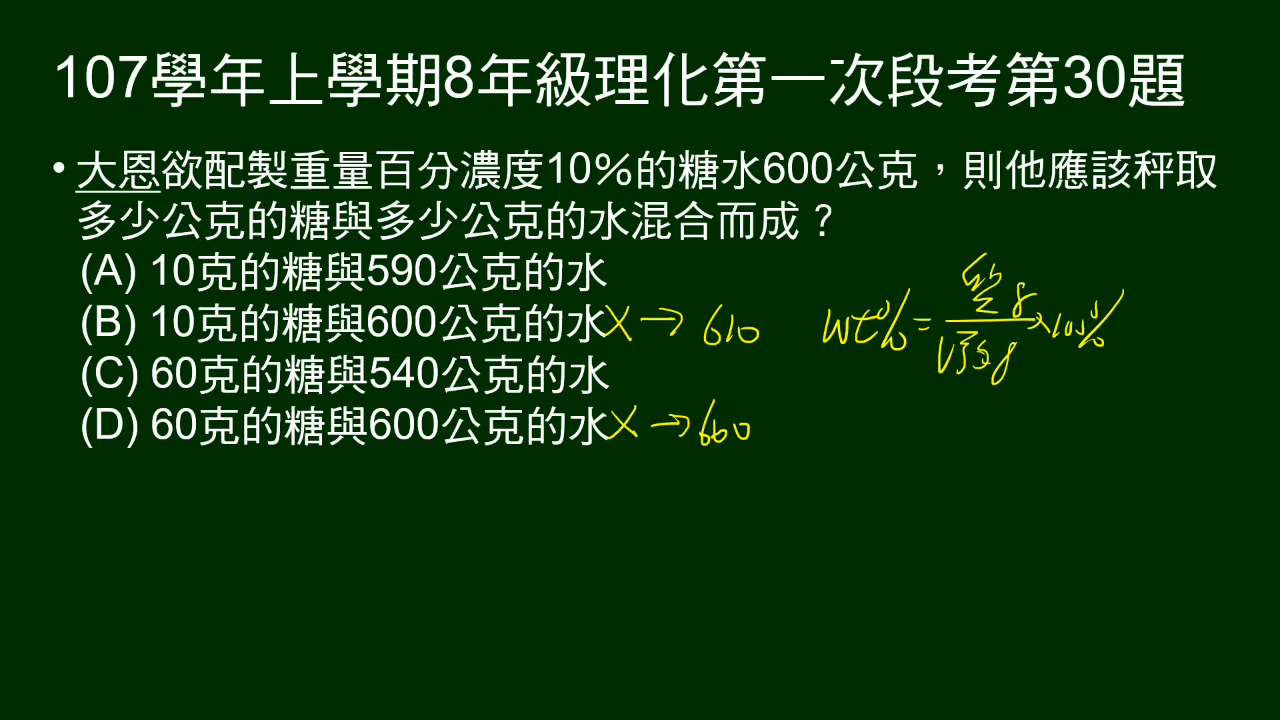 107學年上學期8年級理化第一次段考第30題
• 大恩欲配製重量百分濃度10%的糖水600公克，則他應該秤取
多少公克的糖與多少公克的水混合而成？
(A) 10克的糖與590公克的水
(B) 10克的糖與600公克的水X → 610
wt% = 質g / 液g ×100%
(C) 60克的糖與540公克的水
(D) 60克的糖與600公克的水X → 660